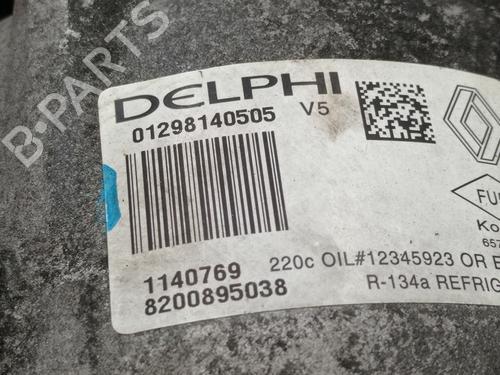 B-PARTS
DELPHI
01298140505 V5
FU
Ko
657
1140769
220c OIL#12345923 OR
8200895038
R-134a REFRIG